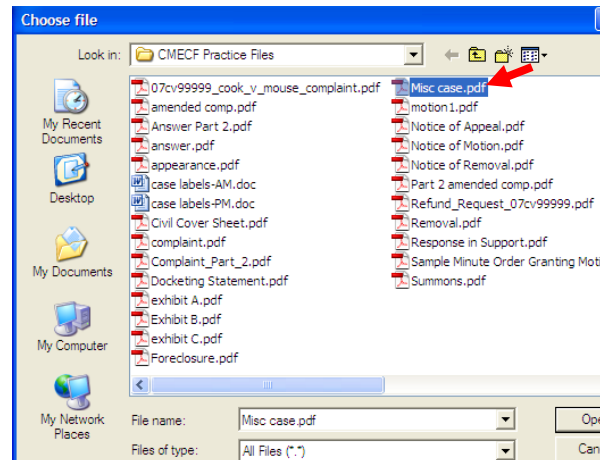 Choose file
Look in: CMECF Practice Files
My Recent
Documents
Desktop
My Documents
My Computer
My Network
Places
07cv99999_cook_v_mouse_complaint.pdf
amended comp.pdf
Answer Part 2.pdf
answer.pdf
appearance.pdf
case labels-AM.doc
case labels-PM.doc
Civil Cover Sheet.pdf
complaint.pdf
Complaint_Part_2.pdf
Docketing Statement.pdf
exhibit A.pdf
Exhibit B.pdf
exhibit C.pdf
Foreclosure.pdf
Misc case.pdf
motion1.pdf
Notice of Appeal.pdf
Notice of Motion.pdf
Notice of Removal.pdf
Part 2 amended comp.pdf
Refund_Request_07cv99999.pdf
Removal.pdf
Response in Support.pdf
Sample Minute Order Granting Moti
Summons.pdf
File name: Misc case.pdf Ope
Files of type: All Files (*.*) Can